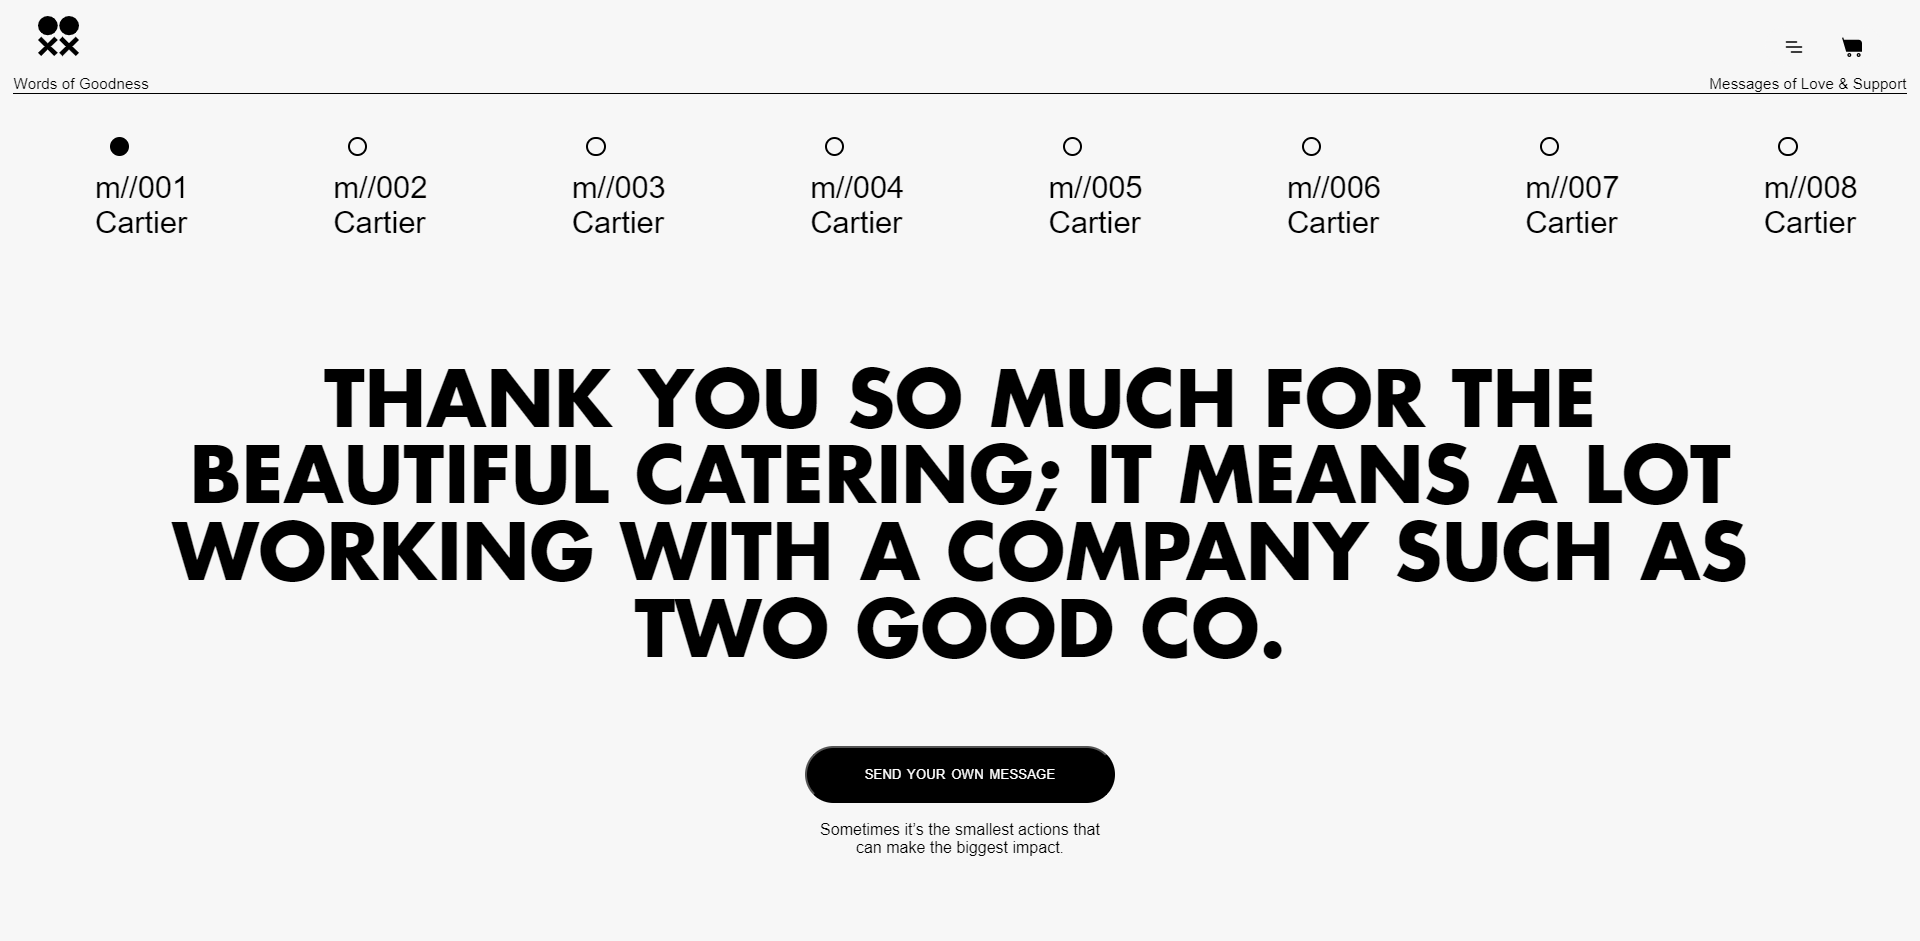 Words of Goodness
Messages of Love & Support
m//001
Cartier
m//002
Cartier
m//003
Cartier
m//004
Cartier
m//005
Cartier
m//006
Cartier
m//007
Cartier
m//008
Cartier
THANK YOU SO MUCH FOR THE
BEAUTIFUL CATERING; IT MEANS A LOT
WORKING WITH A COMPANY SUCH AS
TWO GOOD CO.
SEND YOUR OWN MESSAGE
Sometimes it’s the smallest actions that
can make the biggest impact.